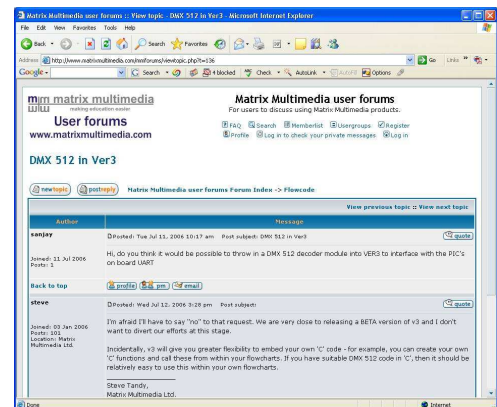 Matrix Multimedia user forums :: View topic - DMX 512 in Ver3 - Microsoft Internet Explorer
File Edit View Favorites Tools Help
Back Search Favorites
Address http://www.matrixmultimedia.com/mmforums/viewtopic.php?t=136 Go Links »
Google Search 4 blocked Check AutoLink AutoFill Options
matrix multimedia
making education easier
User forums
www.matrixmultimedia.com
Matrix Multimedia user forums
For users to discuss using Matrix Multimedia products.
FAQ Search Memberlist Usergroups Register
Profile Log in to check your private messages Log in
DMX 512 in Ver3
newtopic postreply Matrix Multimedia user forums Forum Index -> Flowcode
View previous topic :: View next topic
Author Message
sanjay
Joined: 11 Jul 2006
Posts: 1
Posted: Tue Jul 11, 2006 10:17 am Post subject: DMX 512 in Ver3 quote
Hi, do you think it would be possible to throw in a DMX 512 decoder module into VER3 to interface with the PIC's
on board UART
Back to top profile pm email
steve
Joined: 03 Jan 2006
Posts: 101
Location: Matrix
Multimedia Ltd.
Posted: Wed Jul 12, 2006 3:28 pm Post subject: quote
I'm afraid I'll have to say "no" to that request. We are very close to releasing a BETA version of v3 and I don't
want to divert our efforts at this stage.
Incidentally, v3 will give you greater flexibility to embed your own 'C' code - for example, you can create your own
'C' functions and call these from within your flowcharts. If you have suitable DMX 512 code in 'C', then it should be
relatively easy to use this within your own flowcharts.
Steve Tandy,
Matrix Multimedia Ltd.
Done Internet